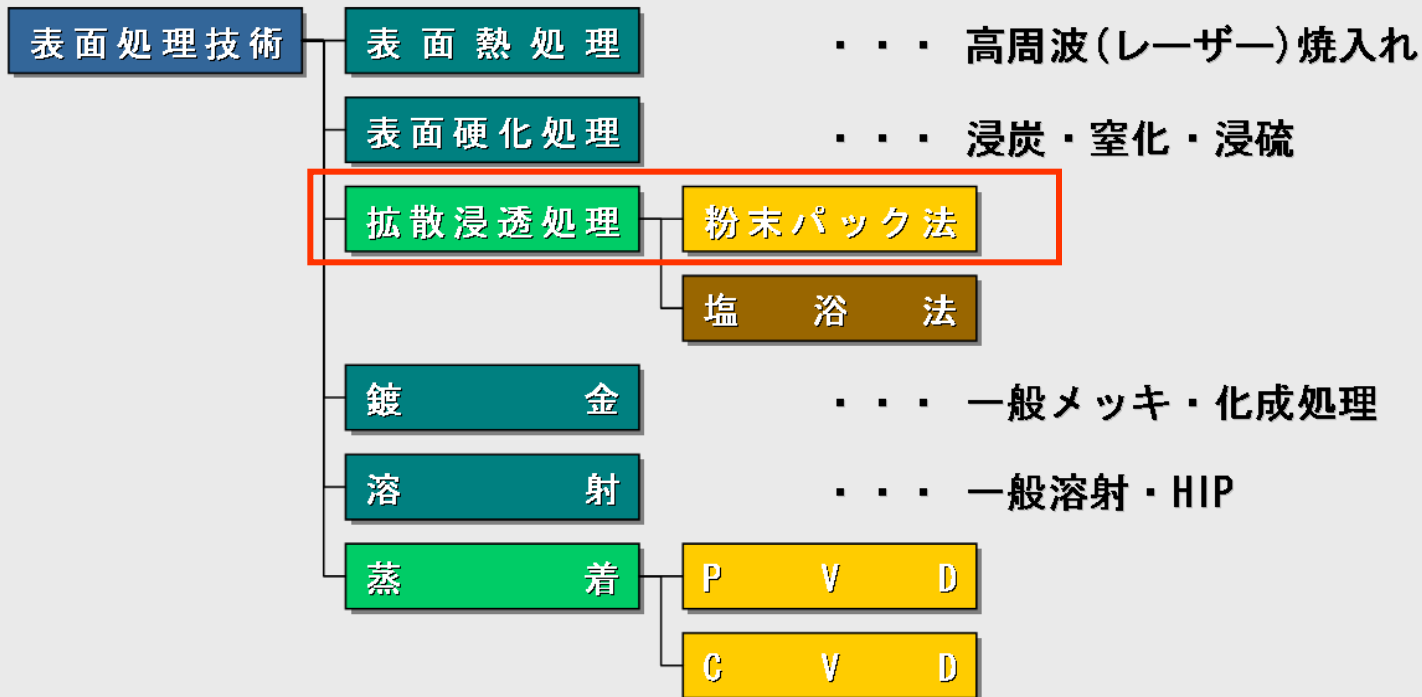 表面処理技術
表面熱処理 ・・・ 高周波(レーザー)焼入れ
表面硬化処理 ・・・ 浸炭・窒化・浸硫
拡散浸透処理 粉末パック法
塩浴法
鍍金 ・・・ 一般メッキ・化成処理
溶射 ・・・ 一般溶射・HIP
蒸着 PVD
CVD